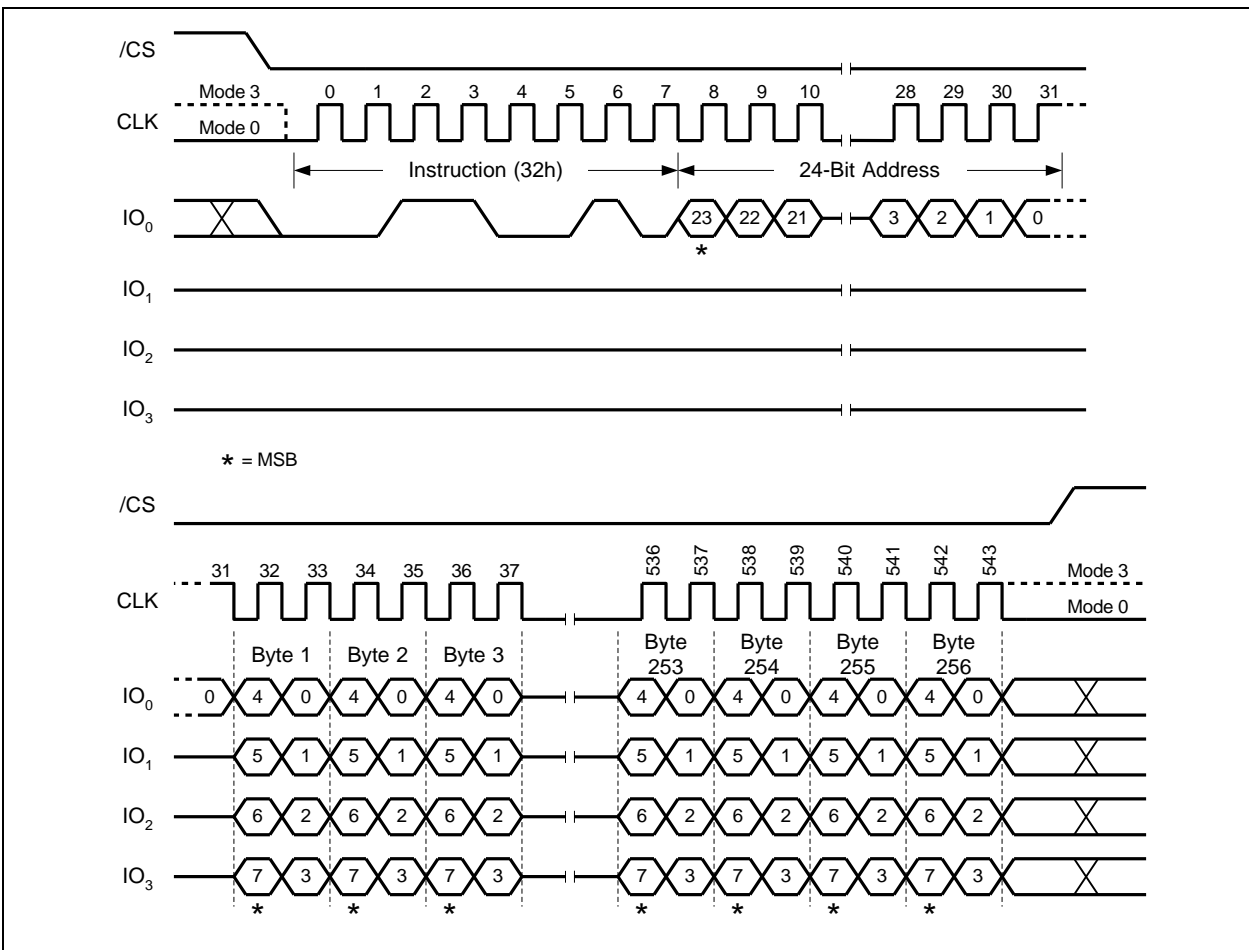 /CS
Mode 3 0 1 2 3 4 5 6 7 8 9 10 28 29 30 31
CLK Mode 0
Instruction (32h) 24-Bit Address
IO0 23 22 21 3 2 1 0
*
IO1
IO2
IO3
* = MSB
/CS
31 32 33 34 35 36 37 536 537 538 539 540 541 542 543 Mode 3
CLK Mode 0
Byte 1 Byte 2 Byte 3 Byte 253 Byte 254 Byte 255 Byte 256
IO0 0 4 0 4 0 4 0 4 0 4 0 4 0 4 0
IO1 5 1 5 1 5 1 5 1 5 1 5 1 5 1
IO2 6 2 6 2 6 2 6 2 6 2 6 2 6 2
IO3 7 3 7 3 7 3 7 3 7 3 7 3 7 3
* * * * * * *